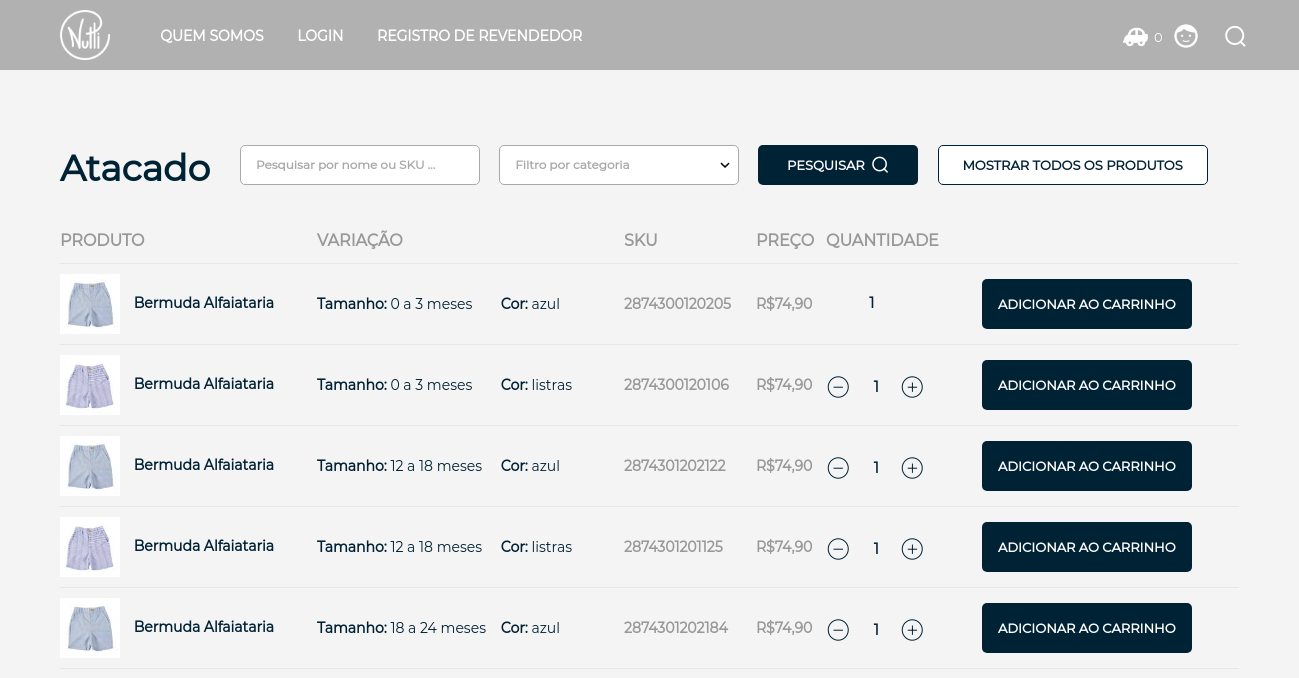 Nutti QUEM SOMOS LOGIN REGISTRO DE REVENDEDOR 0
Atacado Pesquisar por nome ou SKU ... Filtro por categoria PESQUISAR MOSTRAR TODOS OS PRODUTOS
PRODUTO VARIAÇÃO SKU PREÇO QUANTIDADE
Bermuda Alfaiataria Tamanho: 0 a 3 meses Cor: azul 2874300120205 R$74,90 1 ADICIONAR AO CARRINHO
Bermuda Alfaiataria Tamanho: 0 a 3 meses Cor: listras 2874300120106 R$74,90 1 ADICIONAR AO CARRINHO
Bermuda Alfaiataria Tamanho: 12 a 18 meses Cor: azul 2874301202122 R$74,90 1 ADICIONAR AO CARRINHO
Bermuda Alfaiataria Tamanho: 12 a 18 meses Cor: listras 2874301201125 R$74,90 1 ADICIONAR AO CARRINHO
Bermuda Alfaiataria Tamanho: 18 a 24 meses Cor: azul 2874301202184 R$74,90 1 ADICIONAR AO CARRINHO